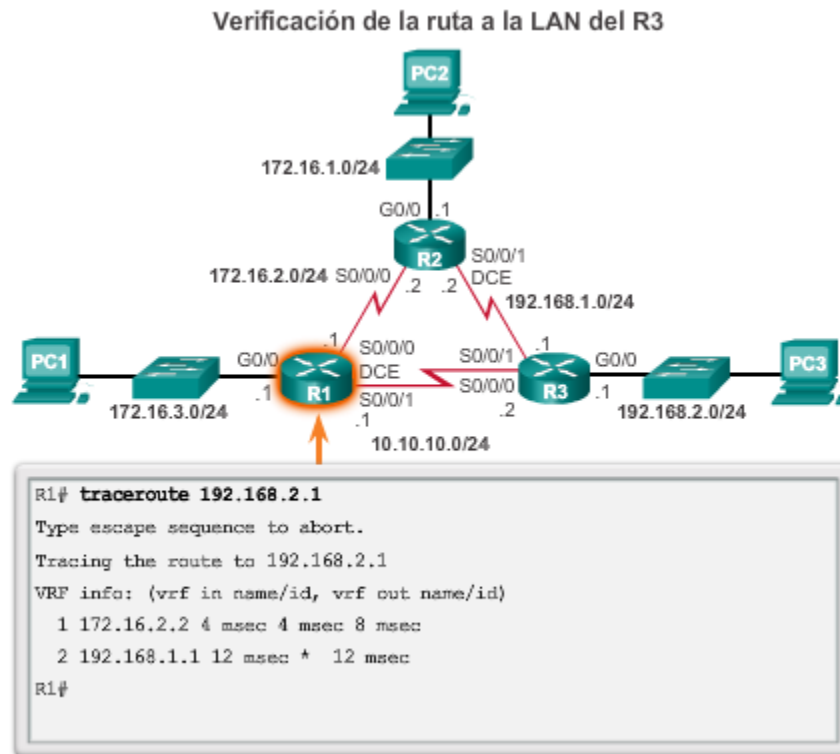 Verificación de la ruta a la LAN del R3
PC2
172.16.1.0/24
G0/0 .1
R2
S0/0/1
172.16.2.0/24 S0/0/0
DCE
.2 .2
192.168.1.0/24
.1
.1
PC1
G0/0
S0/0/0
S0/0/1
G0/0
PC3
DCE
R1
S0/0/0
R3
.1
S0/0/1
.2
.1
172.16.3.0/24
192.168.2.0/24
.1
10.10.10.0/24
R1# traceroute 192.168.2.1
Type escape sequence to abort.
Tracing the route to 192.168.2.1
VRF info: (vrf in name/id, vrf out name/id)
1 172.16.2.2 4 msec 4 msec 8 msec
2 192.168.1.1 12 msec * 12 msec
R1#